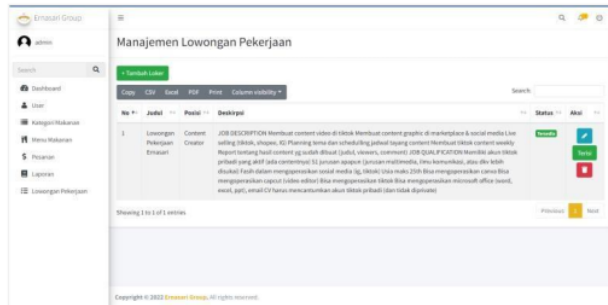 Ernasari Group
admin
Manajemen Lowongan Pekerjaan
Search
+ Tambah Loker
Copy CSV Excel PDF Print Column visibility
Search:
Dashboard
User
Kategori Makanan
Menu Makanan
Pesanan
Laporan
Lowongan Pekerjaan
No Judul Posisi Deskripsi Status Aksi
1 Lowongan Pekerjaan Ernasari Content Creator
JOB DESCRIPTION Membuat content video di tiktok Membuat content graphic di marketplace & social media Live
selling (tiktok, shopee, IG) Planning tema dan scheduling jadwal tayang content Membuat tiktok content weekly
Report tentang hasil content yg sudah dibuat (judul, viewers, comment) JOB QUALIFICATION Memiliki akun tiktok
pribadi yang aktif (ada contentnya) S1 jurusan apapun (jurusan multimedia, ilmu komunikasi, atau dkv lebih
disukai) Fasih dalam mengoperasikan social media (ig, tiktok) Usia maks 25th Bisa mengoperasikan canva Bisa
mengoperasikan capcut (video editor) Bisa mengoperasikan tiktok Bisa mengoperasikan microsoft office (word,
excel, ppt), email CV harus mencantumkan akun tiktok pribadi (dan tidak diprivate)
Tersedia
Terisi
Showing 1 to 1 of 1 entries
Previous 1 Next
Copyright © 2022 Ernasari Group. All rights reserved.